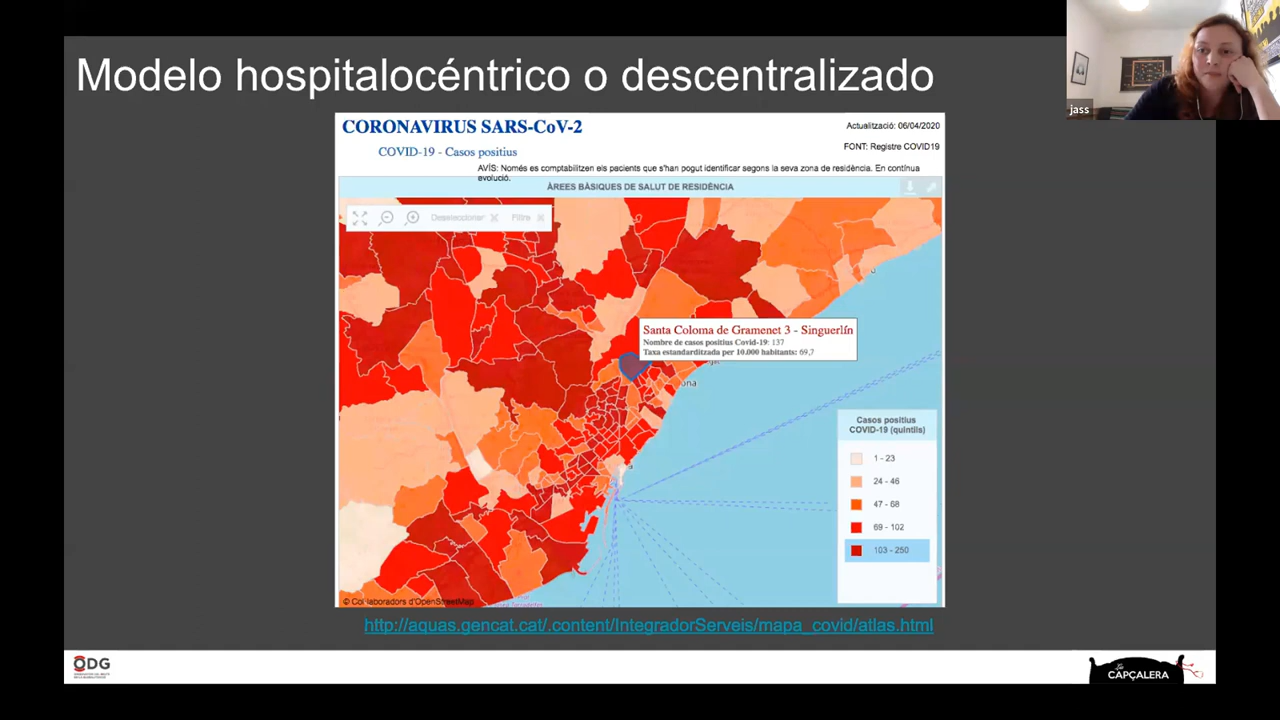 Modelo hospitalocéntrico o descentralizado
jass
CORONAVIRUS SARS-CoV-2
Actualització: 06/04/2020
COVID-19 - Casos positius
FONT: Registre COVID19
AVÍS: Només es comptabilitzen els pacients que s'han pogut identificar segons la seva zona de residència. En contínua
evolució.
ÀREES BÀSIQUES DE SALUT DE RESIDÈNCIA
Deseleccionar
Filtre
Santa Coloma de Gramenet 3 - Singuerlín
Nombre de casos positius Covid-19: 137
Taxa estandarditzada per 10.000 habitants: 69,7
ona
Casos positius
COVID-19 (quintils)
1 - 23
24 - 46
47 - 68
69 - 102
103 - 250
© Col·laboradors d'OpenStreetMap
http://aquas.gencat.cat/.content/IntegradorServeis/mapa_covid/atlas.html
ODG
La
CAPÇALERA